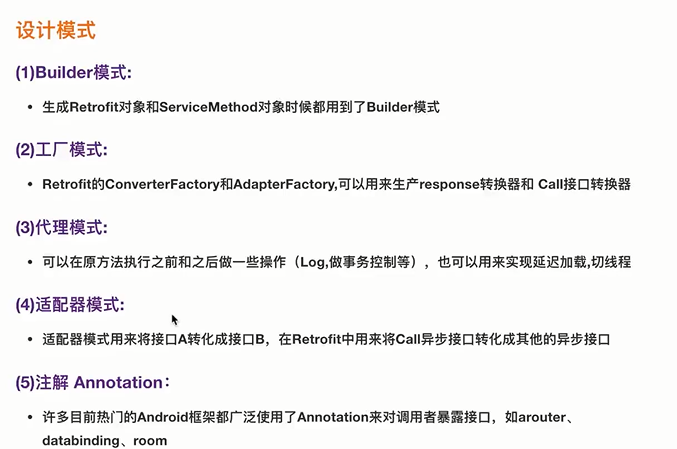 设计模式
(1)Builder模式:
• 生成Retrofit对象和ServiceMethod对象时候都用到了Builder模式
(2)工厂模式:
• Retrofit的ConverterFactory和AdapterFactory,可以用来生产response转换器和 Call接口转换器
(3)代理模式:
• 可以在原方法执行之前和之后做一些操作（Log,做事务控制等），也可以用来实现延迟加载,切线程
(4)适配器模式:
• 适配器模式用来将接口A转化成接口B，在Retrofit中用来将Call异步接口转化成其他的异步接口
(5)注解 Annotation：
• 许多目前热门的Android框架都广泛使用了Annotation来对调用者暴露接口，如arouter、
databinding、room